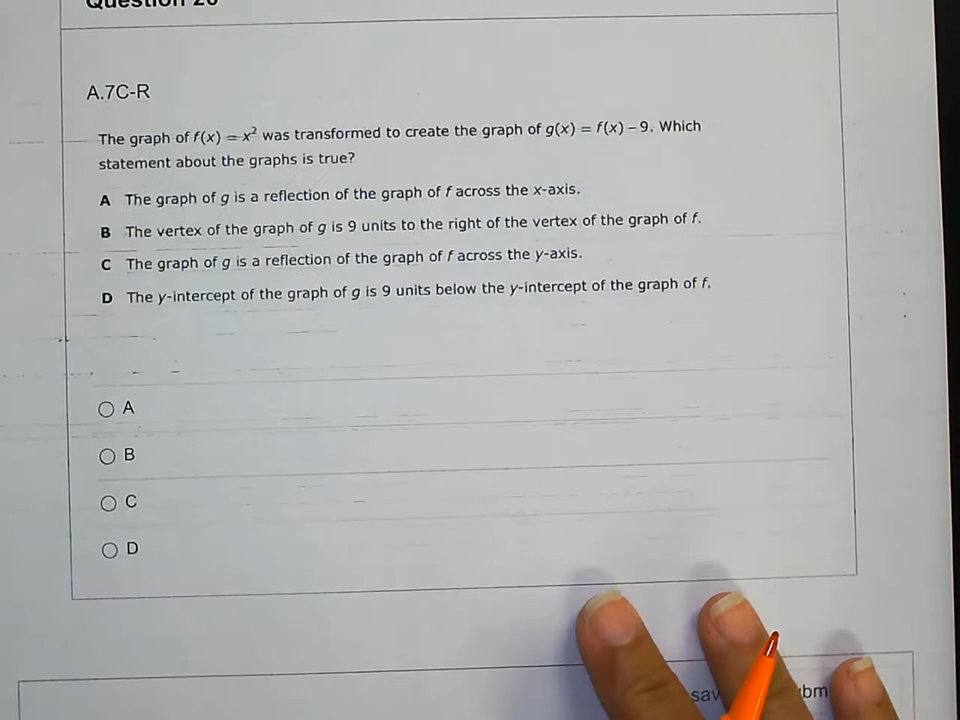 Question 20
A.7C-R
The graph of f(x) = x² was transformed to create the graph of g(x) = f(x) – 9. Which
statement about the graphs is true?
A The graph of g is a reflection of the graph of f across the x-axis.
B The vertex of the graph of g is 9 units to the right of the vertex of the graph of f.
C The graph of g is a reflection of the graph of f across the y-axis.
D The y-intercept of the graph of g is 9 units below the y-intercept of the graph of f.
A
B
C
D